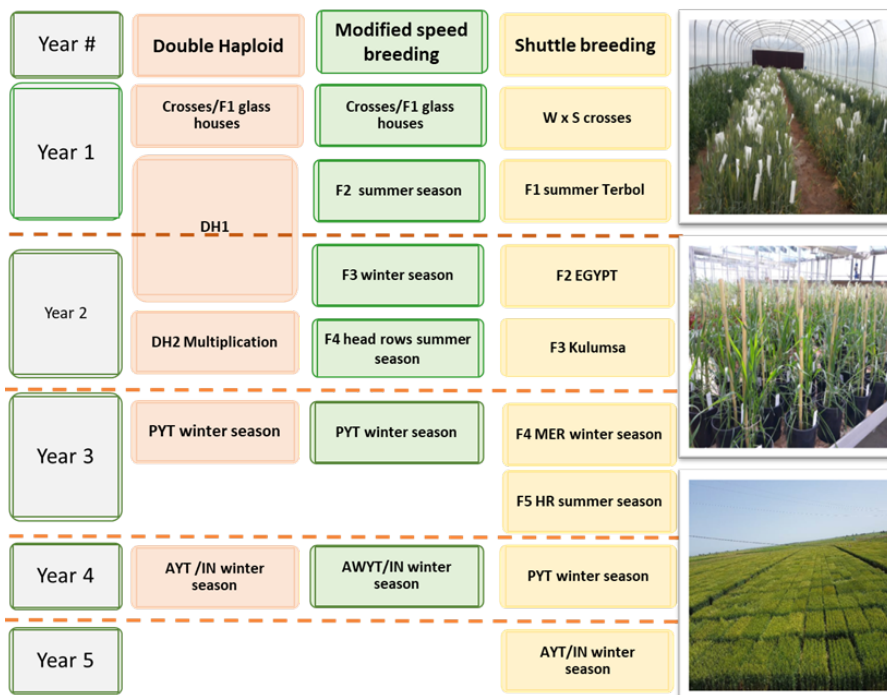 Year #
Double Haploid
Modified speed
breeding
Shuttle breeding
Year 1
Crosses/F1 glass
houses
Crosses/F1 glass
houses
W x S crosses
DH1
F2 summer season
F1 summer Terbol
Year 2
F3 winter season
F2 EGYPT
DH2 Multiplication
F4 head rows summer
season
F3 Kulumsa
Year 3
PYT winter season
PYT winter season
F4 MER winter season
F5 HR summer season
Year 4
AYT /IN winter
season
AWYT/IN winter
season
PYT winter season
Year 5
AYT/IN winter
season